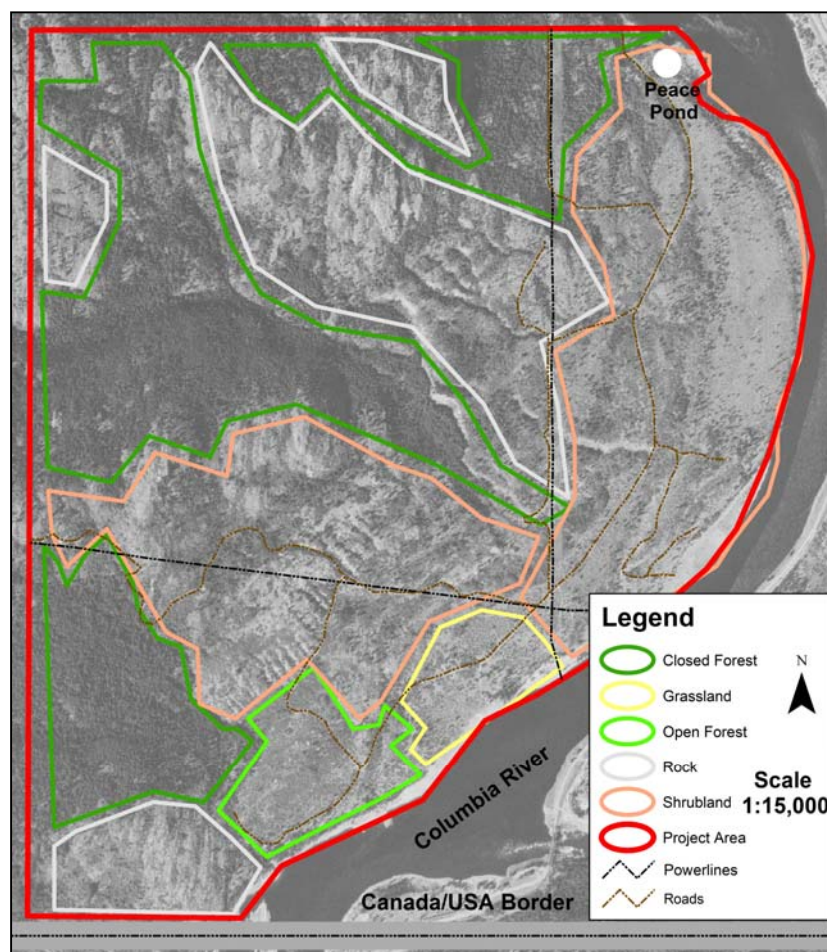 Peace
Pond
Columbia River
Canada/USA Border
Legend
Closed Forest
Grassland
Open Forest
Rock
Shrubland
Project Area
Powerlines
Roads
N
Scale
1:15,000